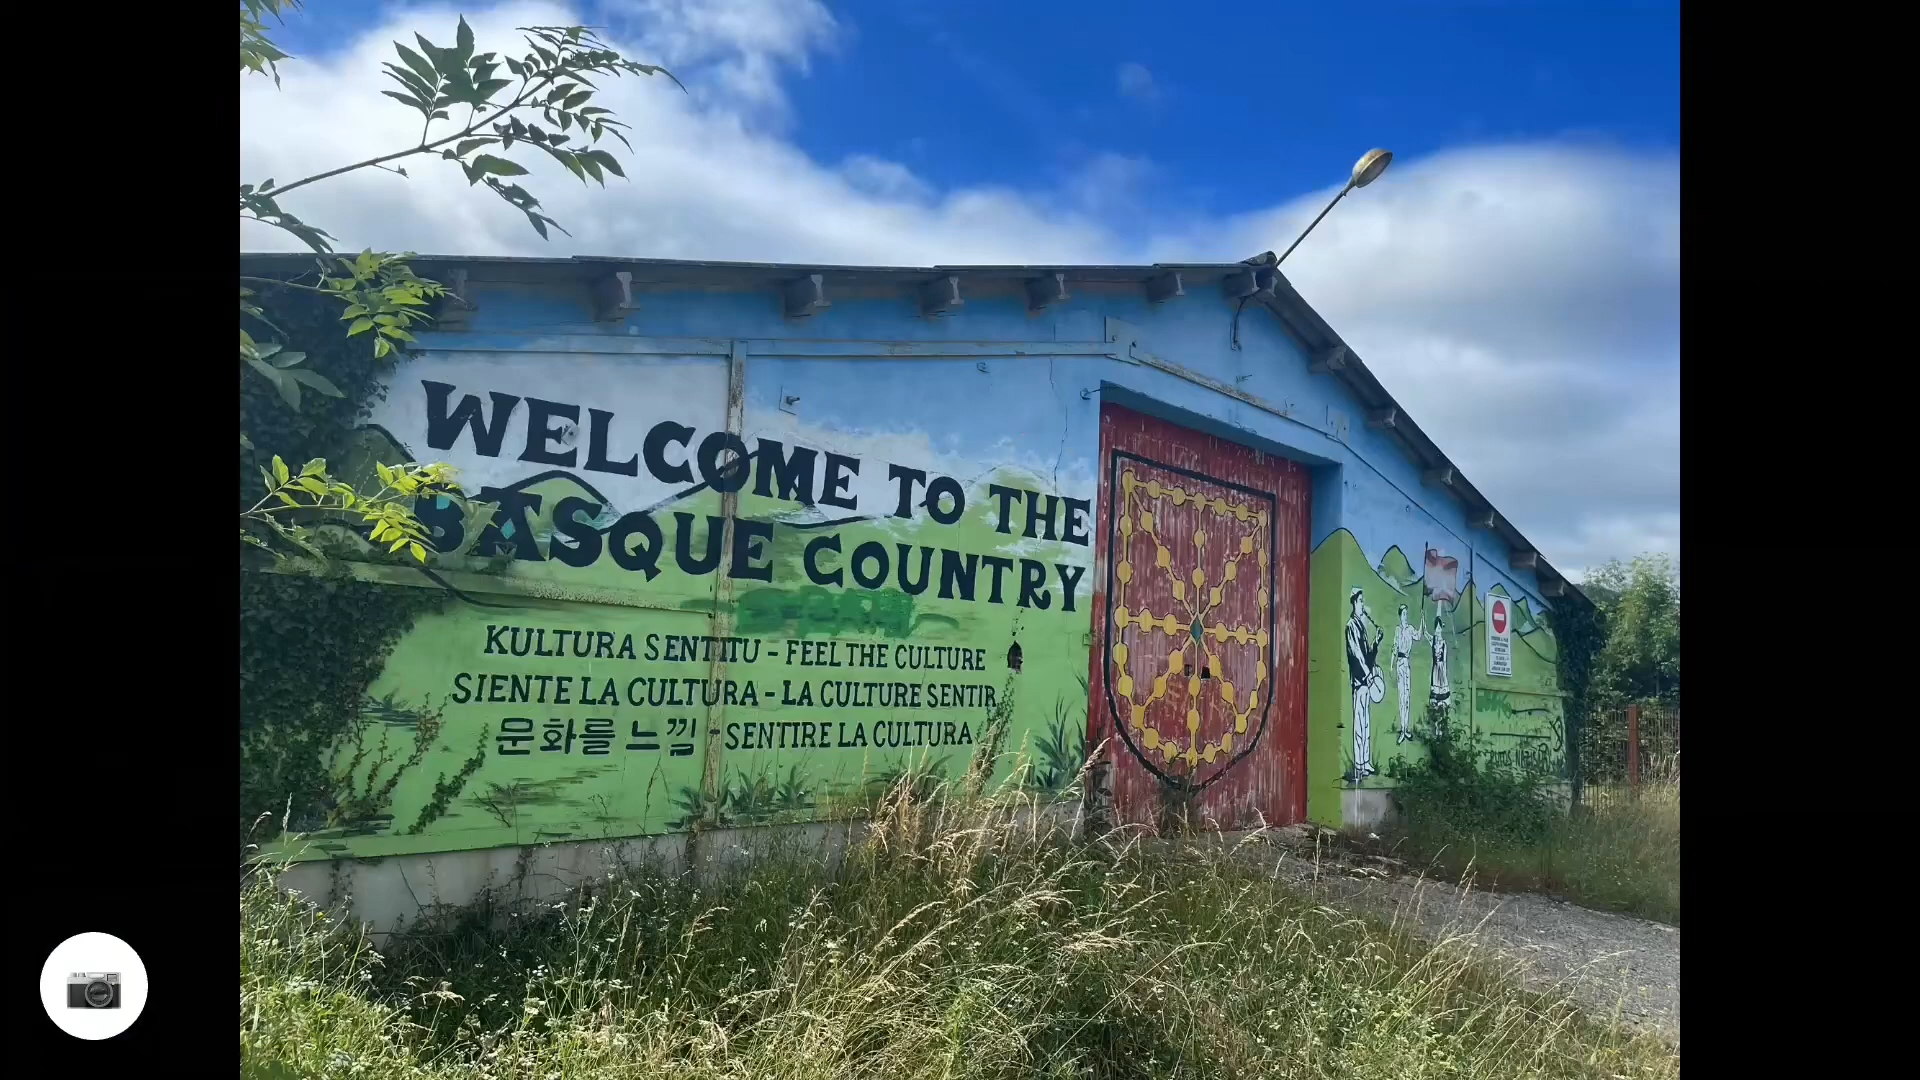 WELCOME TO THE
BASQUE COUNTRY
KULTURA SENTITU - FEEL THE CULTURE
SIENTE LA CULTURA - LA CULTURE SENTIR
문화를 느낌 - SENTIRE LA CULTURA